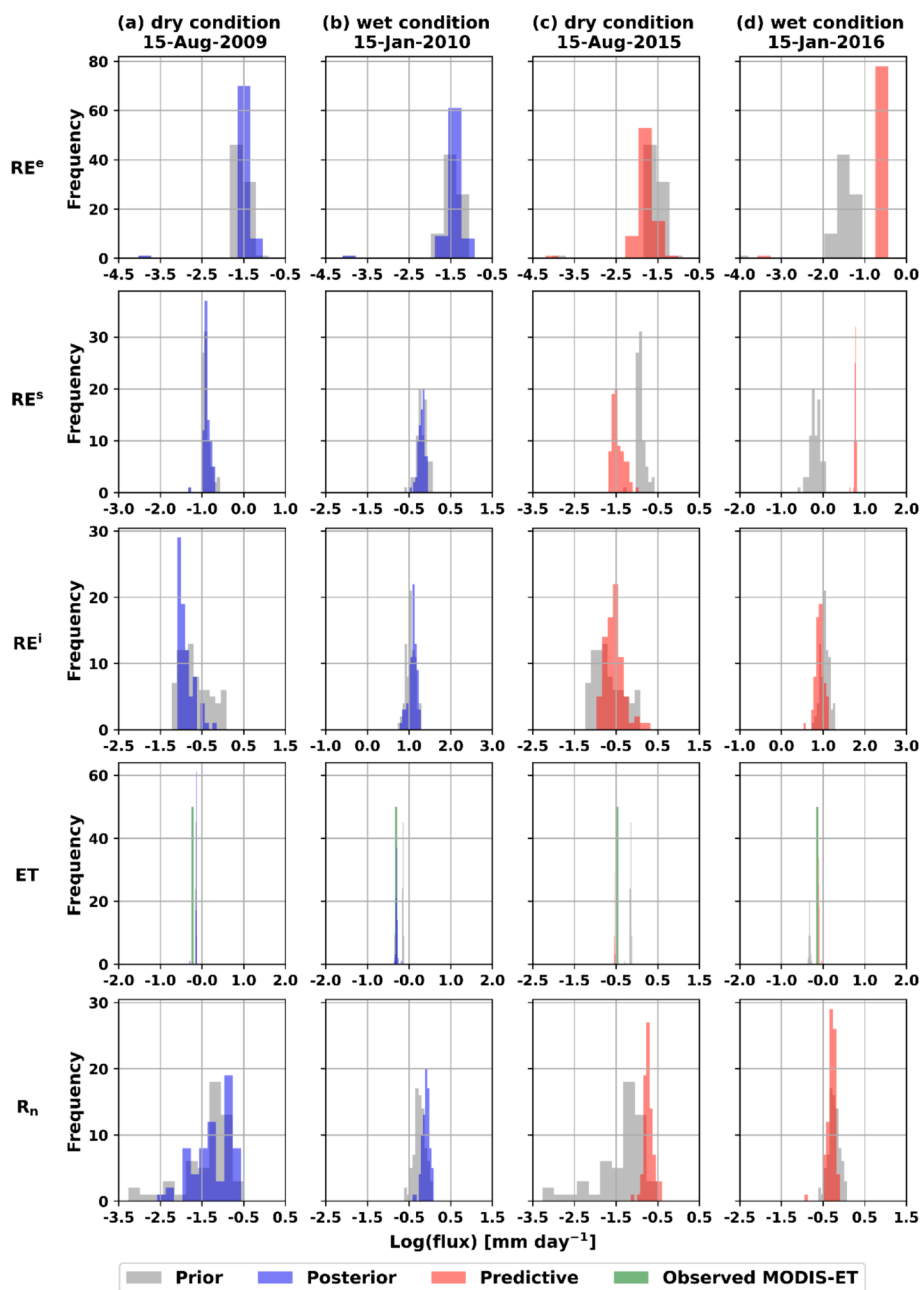 (a) dry condition (b) wet condition (c) dry condition (d) wet condition
15-Aug-2009 15-Jan-2010 15-Aug-2015 15-Jan-2016
REᵉ
Frequency
80
60
40
20
0
-4.5 -3.5 -2.5 -1.5 -0.5 -4.5 -3.5 -2.5 -1.5 -0.5 -4.5 -3.5 -2.5 -1.5 -0.5 -4.0 -3.0 -2.0 -1.0 0.0
REˢ
Frequency
30
20
10
0
-3.0 -2.0 -1.0 0.0 1.0 -2.5 -1.5 -0.5 0.5 1.5 -3.5 -2.5 -1.5 -0.5 0.5 -2.0 -1.0 0.0 1.0 2.0
REⁱ
Frequency
30
20
10
0
-2.5 -1.5 -0.5 0.5 1.5 -1.0 0.0 1.0 2.0 3.0 -2.5 -1.5 -0.5 0.5 1.5 -1.0 0.0 1.0 2.0 3.0
ET
Frequency
60
40
20
0
-2.0 -1.0 0.0 1.0 2.0 -2.0 -1.0 0.0 1.0 2.0 -2.5 -1.5 -0.5 0.5 1.5 -2.0 -1.0 0.0 1.0 2.0
Rₙ
Frequency
30
20
10
0
-3.5 -2.5 -1.5 -0.5 0.5 -2.5 -1.5 -0.5 0.5 1.5 -3.5 -2.5 -1.5 -0.5 0.5 -2.5 -1.5 -0.5 0.5 1.5
Log(flux) [mm day⁻¹]
Prior Posterior Predictive Observed MODIS-ET